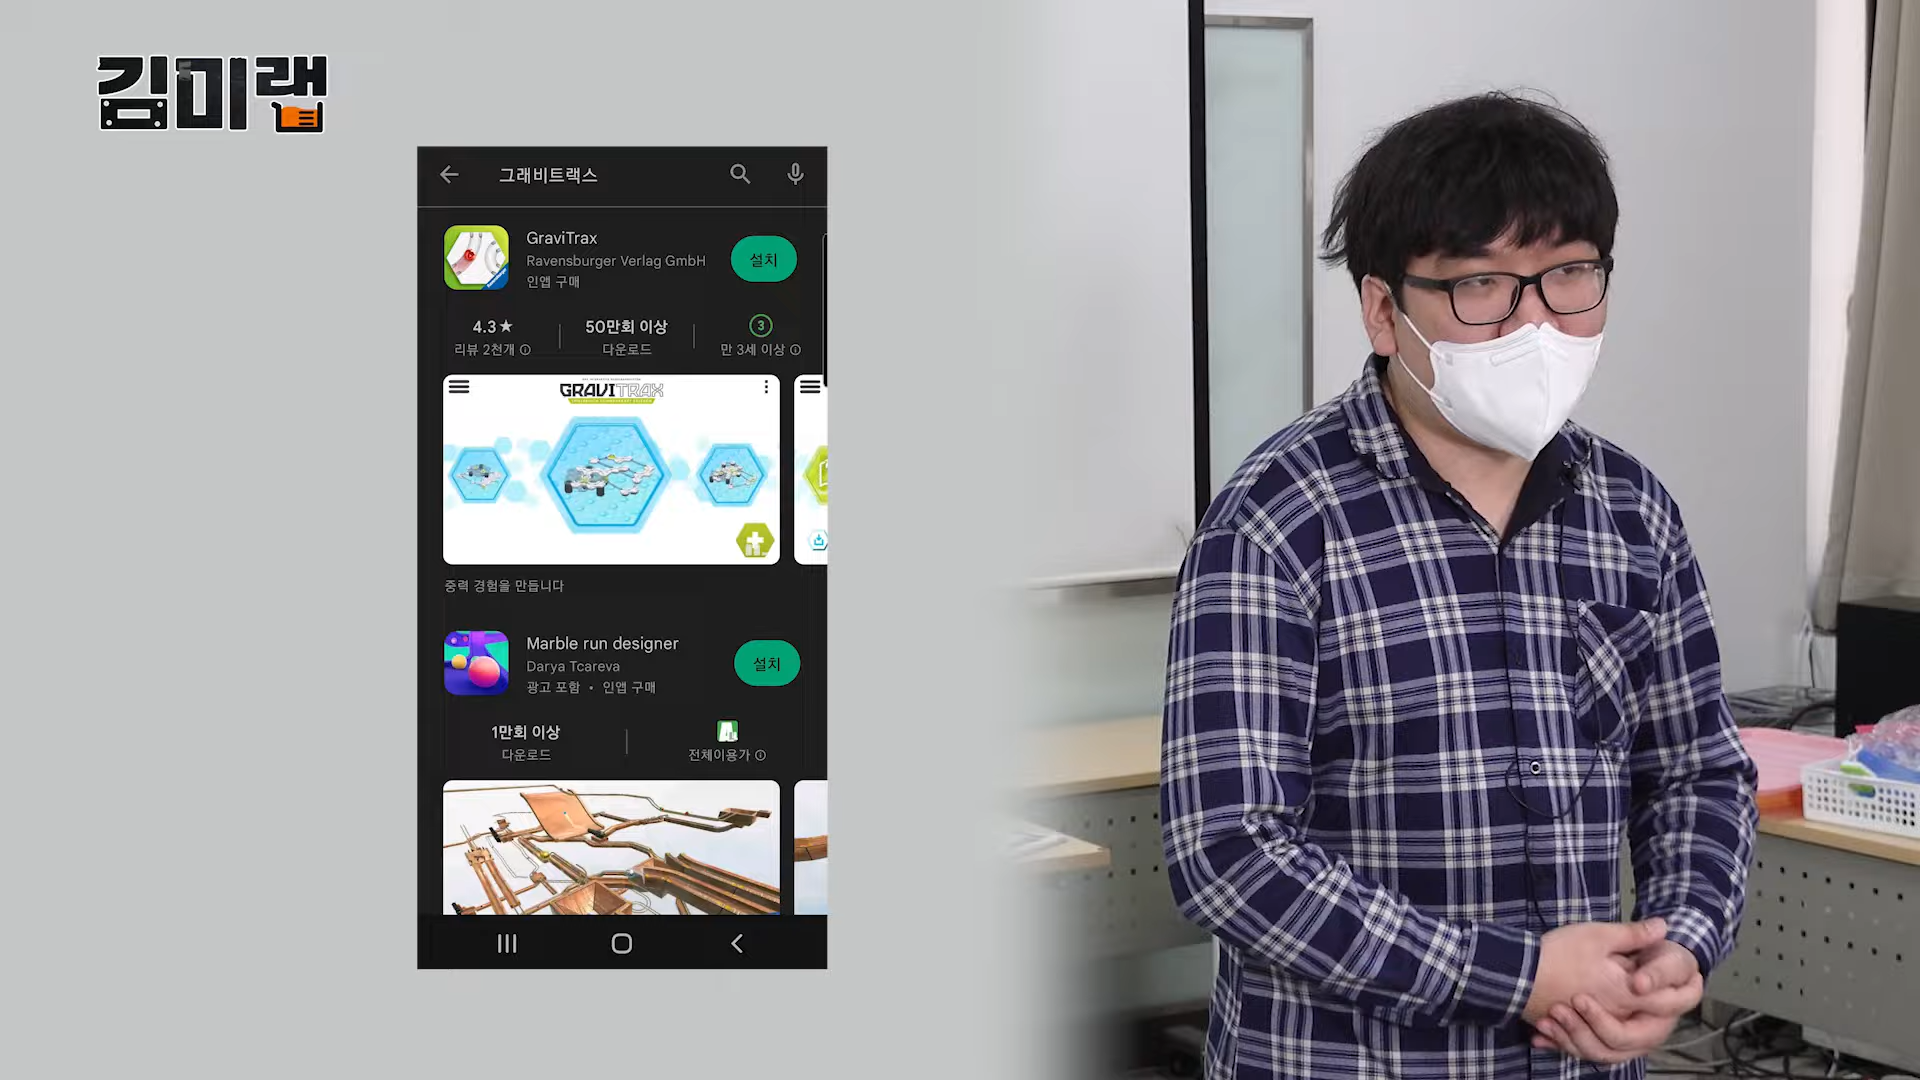 김미랩
그래비트랙스
GraviTrax
Ravensburger Verlag GmbH
인앱 구매
설치
4.3★
리뷰 2천개
50만회 이상
다운로드
3
만 3세 이상
GRAVITRAX
중력 경험을 만듭니다
Marble run designer
Darya Tcareva
광고 포함 • 인앱 구매
설치
1만회 이상
다운로드
전체이용가